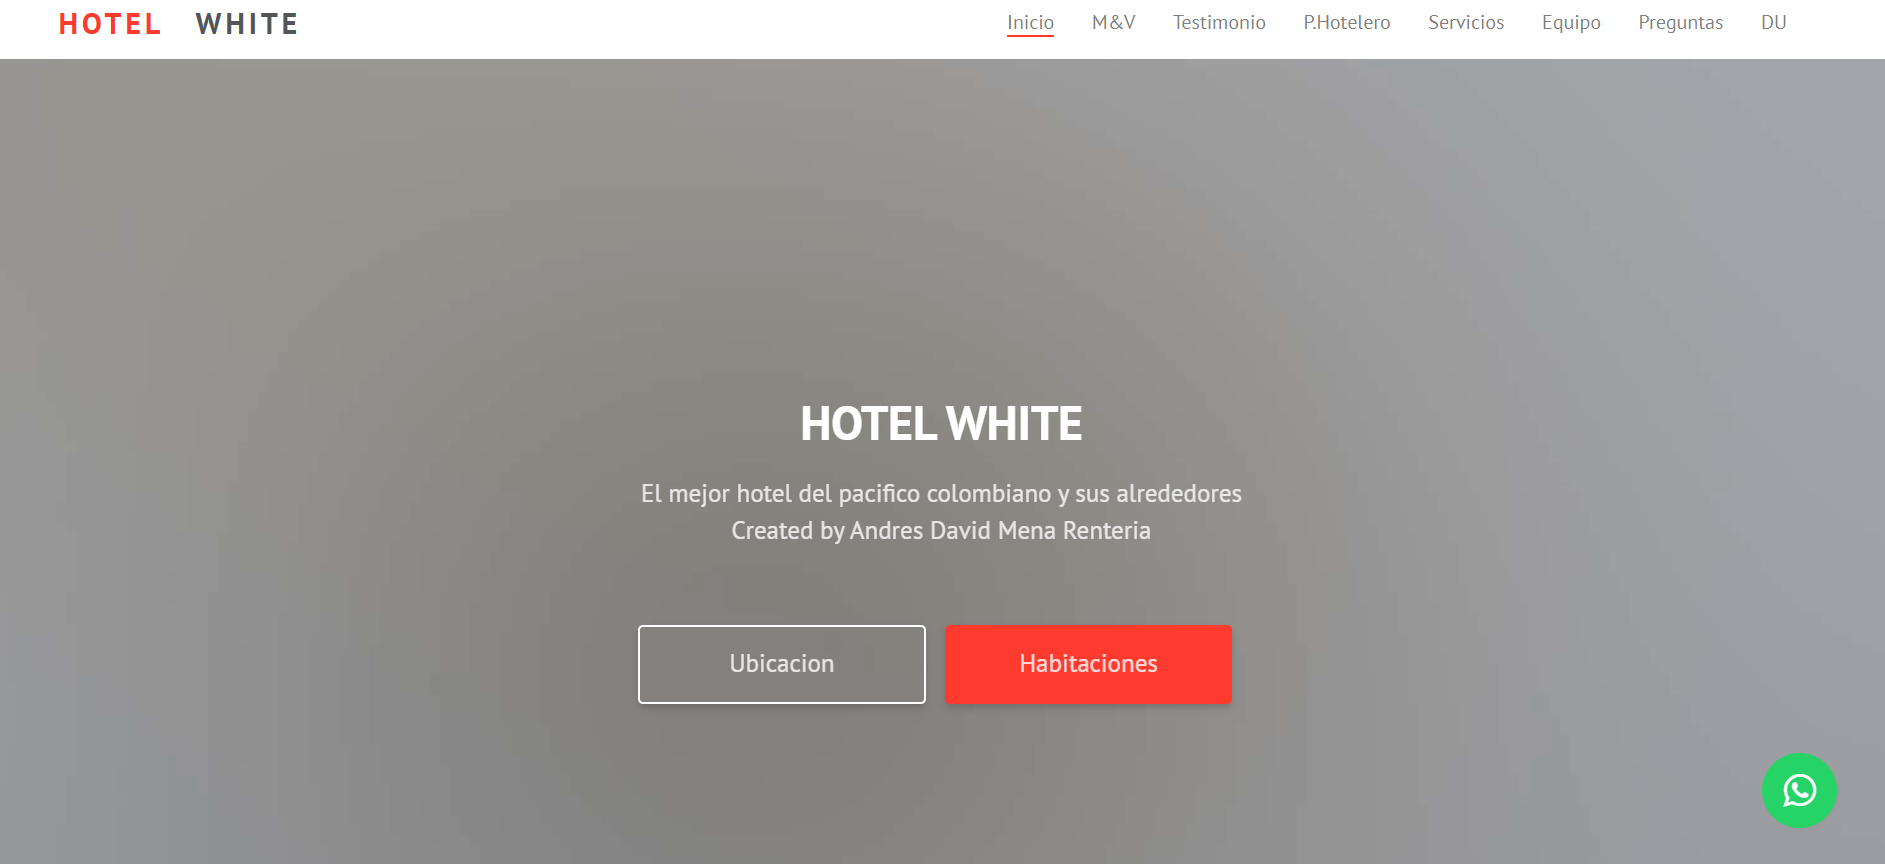 HOTEL WHITE
Inicio M&V Testimonio P.Hotelero Servicios Equipo Preguntas DU
HOTEL WHITE
El mejor hotel del pacifico colombiano y sus alrededores
Created by Andres David Mena Renteria
Ubicacion Habitaciones